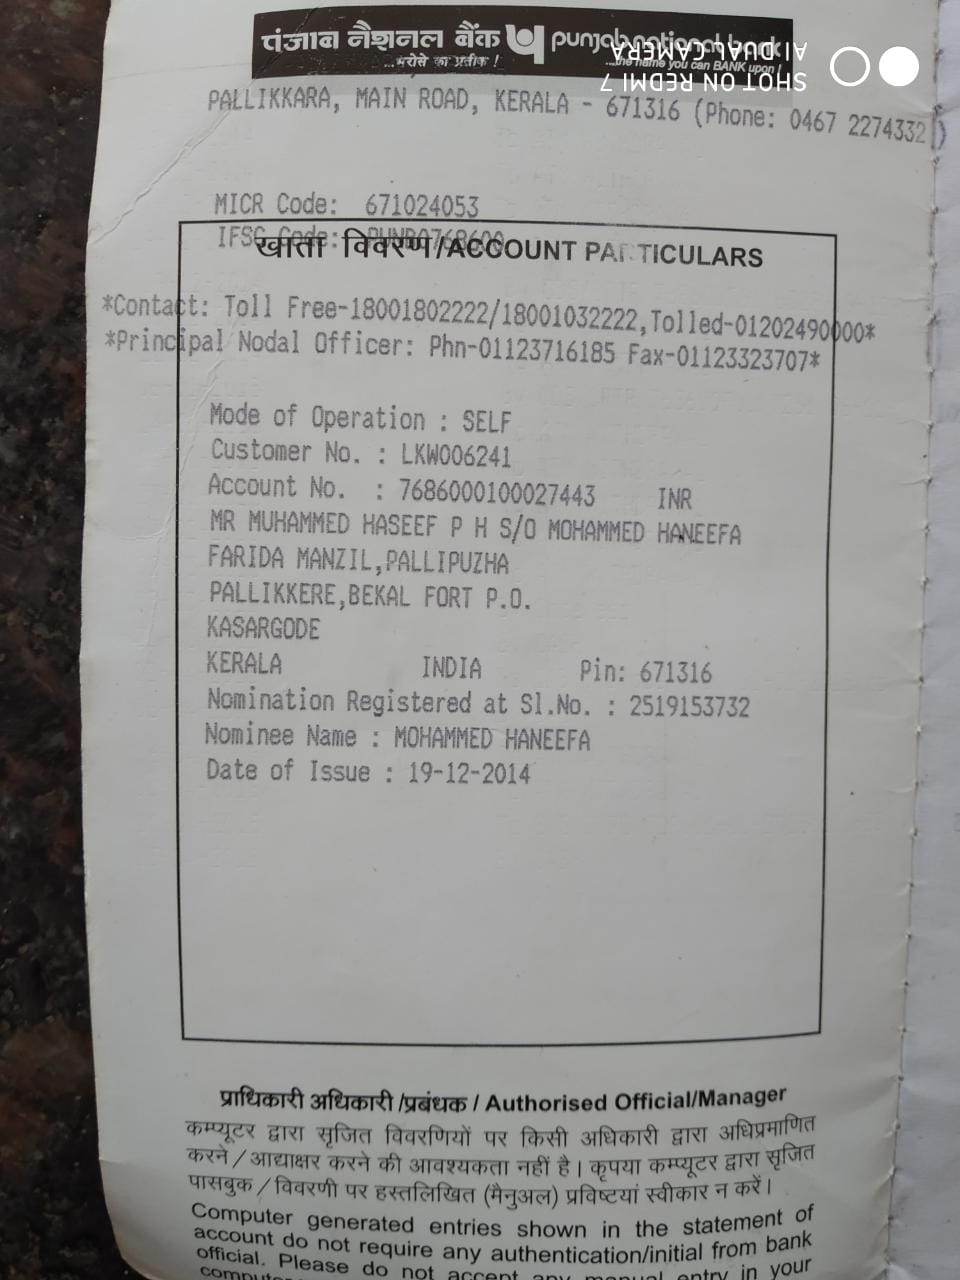 पंजाब नैशनल बैंक punjab national bank
...भरोसे का प्रतीक ! ...the name you can BANK upon !
SHOT ON REDMI 7
AI DUAL CAMERA
PALLIKKARA, MAIN ROAD, KERALA - 671316 (Phone: 0467 2274332)
MICR Code: 671024053
IFSC Code: PUNB0768600
खाता विवरण/ACCOUNT PARTICULARS
*Contact: Toll Free-18001802222/18001032222,Tolled-01202490000*
*Principal Nodal Officer: Phn-01123716185 Fax-01123323707*
Mode of Operation : SELF
Customer No. : LKW006241
Account No. : 7686000100027443 INR
MR MUHAMMED HASEEF P H S/O MOHAMMED HANEEFA
FARIDA MANZIL,PALLIPUZHA
PALLIKKERE,BEKAL FORT P.O.
KASARGODE
KERALA INDIA Pin: 671316
Nomination Registered at Sl.No. : 2519153732
Nominee Name : MOHAMMED HANEEFA
Date of Issue : 19-12-2014
प्राधिकारी अधिकारी /प्रबंधक / Authorised Official/Manager
कम्प्यूटर द्वारा सृजित विवरणियों पर किसी अधिकारी द्वारा अधिप्रमाणित
करने / आद्याक्षर करने की आवश्यकता नहीं है । कृपया कम्प्यूटर द्वारा सृजित
पासबुक / विवरणी पर हस्तलिखित (मैनुअल) प्रविष्टयां स्वीकार न करें ।
Computer generated entries shown in the statement of
account do not require any authentication/initial from bank
official. Please do not accept any manual entry in your